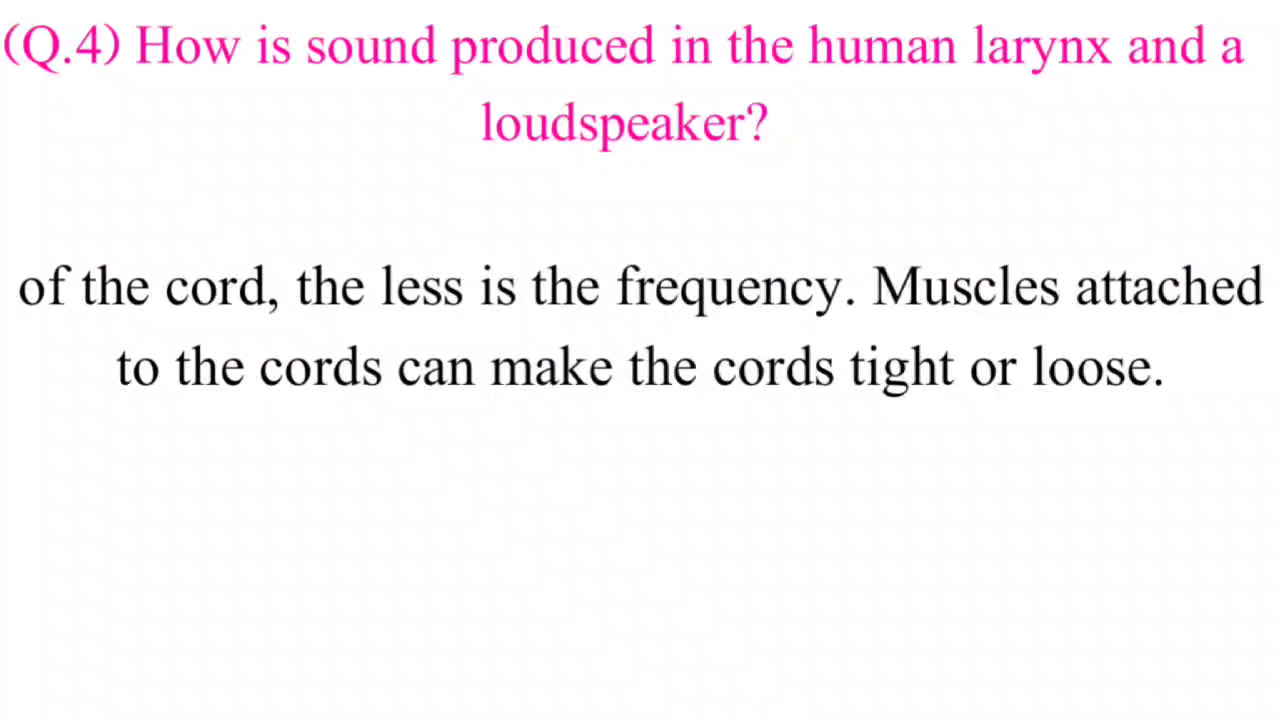 (Q.4) How is sound produced in the human larynx and a
loudspeaker?
of the cord, the less is the frequency. Muscles attached
to the cords can make the cords tight or loose.